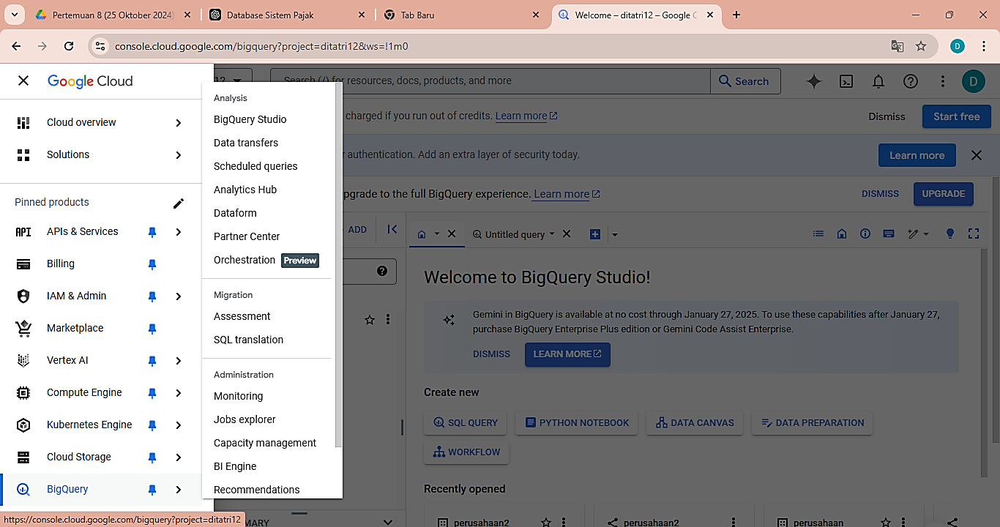 Pertemuan 8 (25 Oktober 2024)
Database Sistem Pajak
Tab Baru
Welcome – ditatri12 – Google C
console.cloud.google.com/bigquery?project=ditatri12&ws=!1m0
D
Google Cloud
12
Search (/) for resources, docs, products, and more
Search
D
charged if you run out of credits. Learn more
Dismiss
Start free
authentication. Add an extra layer of security today.
Learn more
pgrade to the full BigQuery experience. Learn more
DISMISS
UPGRADE
Cloud overview
Solutions
Pinned products
API APIs & Services
Billing
IAM & Admin
Marketplace
Vertex AI
Compute Engine
Kubernetes Engine
Cloud Storage
BigQuery
Analysis
BigQuery Studio
Data transfers
Scheduled queries
Analytics Hub
Dataform
Partner Center
Orchestration Preview
Migration
Assessment
SQL translation
Administration
Monitoring
Jobs explorer
Capacity management
BI Engine
Recommendations
ADD
Untitled query
Welcome to BigQuery Studio!
Gemini in BigQuery is available at no cost through January 27, 2025. To use these capabilities after January 27,
purchase BigQuery Enterprise Plus edition or Gemini Code Assist Enterprise.
DISMISS
LEARN MORE
Create new
SQL QUERY
PYTHON NOTEBOOK
DATA CANVAS
DATA PREPARATION
WORKFLOW
Recently opened
perusahaan2
perusahaan2
perusahaan
MARY
https://console.cloud.google.com/bigquery?project=ditatri12